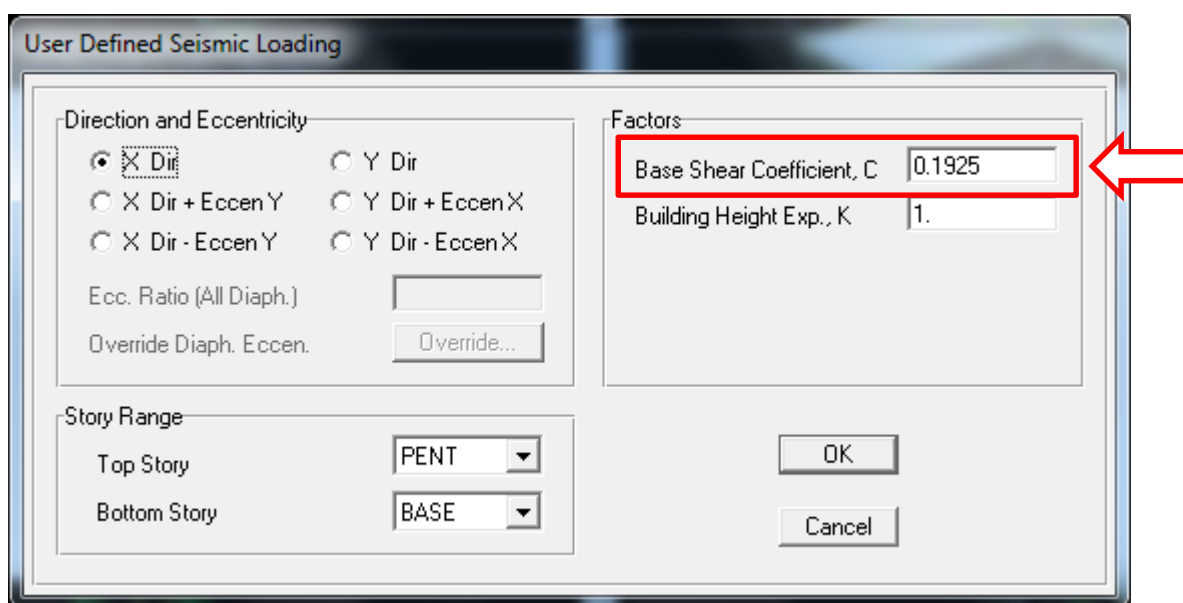 User Defined Seismic Loading
Direction and Eccentricity
X Dir
Y Dir
X Dir + Eccen Y
Y Dir + Eccen X
X Dir - Eccen Y
Y Dir - Eccen X
Ecc. Ratio (All Diaph.)
Override Diaph. Eccen.
Override...
Factors
Base Shear Coefficient, C
0.1925
Building Height Exp., K
1.
Story Range
Top Story
PENT
Bottom Story
BASE
OK
Cancel